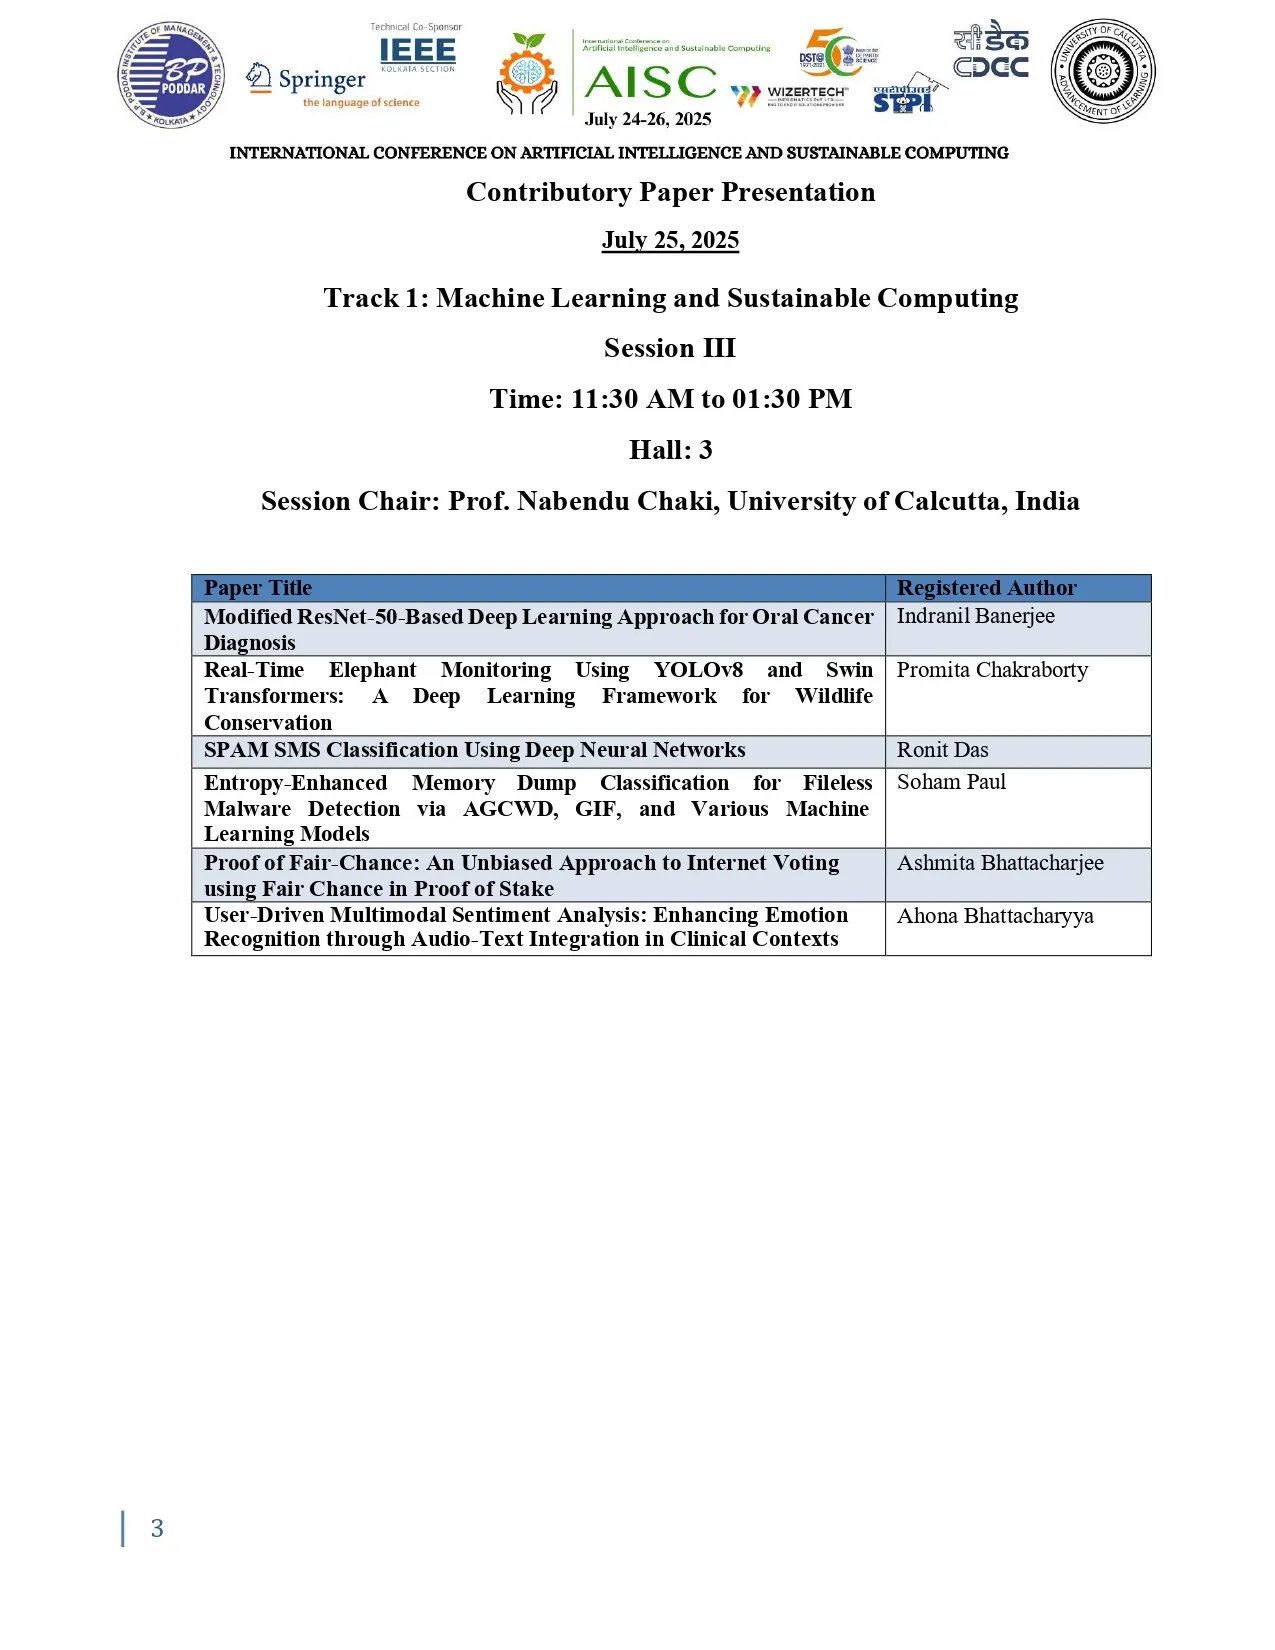 B P PODDAR INSTITUTE OF MANAGEMENT & TECHNOLOGY
KOLKATA
BP
PODDAR
Springer
the language of science
Technical Co-Sponsor
IEEE
KOLKATA SECTION
International Conference on
Artificial Intelligence and Sustainable Computing
AISC
July 24-26, 2025
DST@50
1971-2021
WIZERTECH
एसटीपीआई
STPI
सी डैक
CDAC
UNIVERSITY OF CALCUTTA
ADVANCEMENT OF LEARNING
INTERNATIONAL CONFERENCE ON ARTIFICIAL INTELLIGENCE AND SUSTAINABLE COMPUTING
Contributory Paper Presentation
July 25, 2025
Track 1: Machine Learning and Sustainable Computing
Session III
Time: 11:30 AM to 01:30 PM
Hall: 3
Session Chair: Prof. Nabendu Chaki, University of Calcutta, India
Paper Title Registered Author
Modified ResNet-50-Based Deep Learning Approach for Oral Cancer Indranil Banerjee
Diagnosis
Real-Time Elephant Monitoring Using YOLOv8 and Swin Promita Chakraborty
Transformers: A Deep Learning Framework for Wildlife
Conservation
SPAM SMS Classification Using Deep Neural Networks Ronit Das
Entropy-Enhanced Memory Dump Classification for Fileless Soham Paul
Malware Detection via AGCWD, GIF, and Various Machine
Learning Models
Proof of Fair-Chance: An Unbiased Approach to Internet Voting Ashmita Bhattacharjee
using Fair Chance in Proof of Stake
User-Driven Multimodal Sentiment Analysis: Enhancing Emotion Ahona Bhattacharyya
Recognition through Audio-Text Integration in Clinical Contexts
3